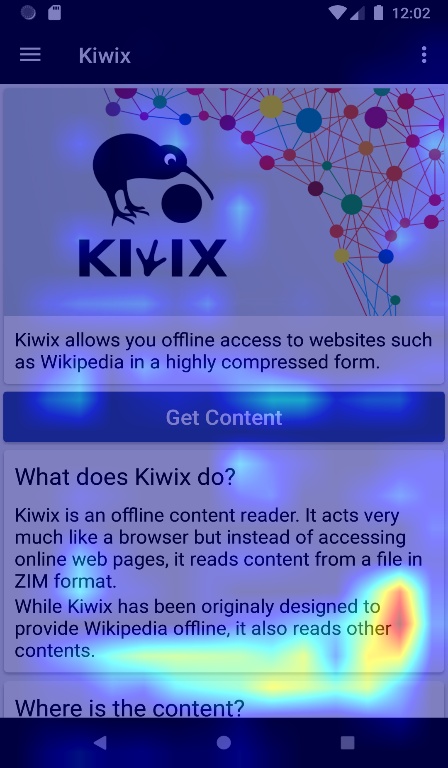 12:02
Kiwix
KIWIX
Kiwix allows you offline access to websites such
as Wikipedia in a highly compressed form.
Get Content
What does Kiwix do?
Kiwix is an offline content reader. It acts very
much like a browser but instead of accessing
online web pages, it reads content from a file in
ZIM format.
While Kiwix has been originaly designed to
provide Wikipedia offline, it also reads other
contents.
Where is the content?